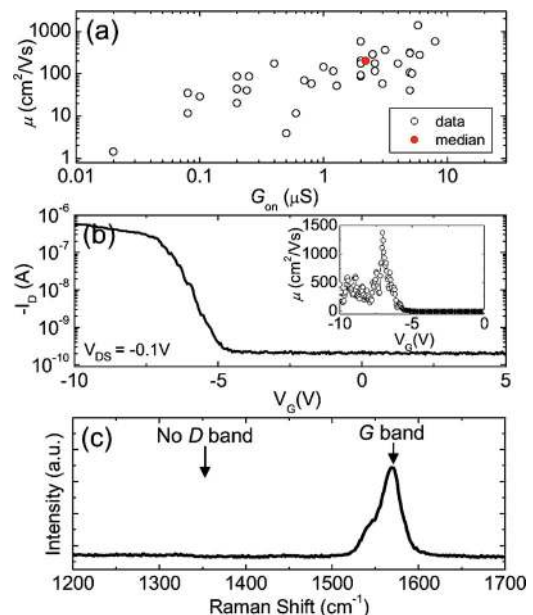 (a)
1000
100
10
1
μ (cm²/Vs)
data
median
0.01 0.1 1 10
G_on (μS)
(b)
10⁻⁶
10⁻⁷
10⁻⁸
10⁻⁹
10⁻¹⁰
-I_D (A)
V_DS = -0.1V
1500
1000
500
0
μ (cm²/Vs)
-10 -5 0
V_G(V)
-10 -5 0 5
V_G(V)
(c)
No D band
G band
Intensity (a.u.)
1200 1300 1400 1500 1600 1700
Raman Shift (cm⁻¹)